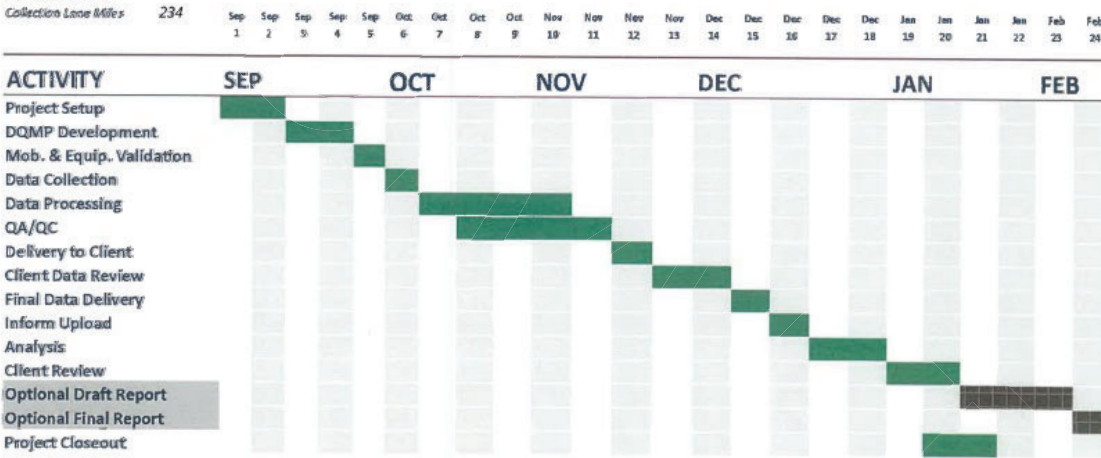 Collection Lane Miles 234 Sep Sep Sep Sep Sep Oct Oct Oct Oct Nov Nov Nov Nov Dec Dec Dec Dec Dec Jan Jan Jan Jan Feb Feb
1 2 3 4 5 6 7 8 9 10 11 12 13 14 15 16 17 18 19 20 21 22 23 24
ACTIVITY SEP OCT NOV DEC JAN FEB
Project Setup
DQMP Development
Mob. & Equip. Validation
Data Collection
Data Processing
QA/QC
Delivery to Client
Client Data Review
Final Data Delivery
Inform Upload
Analysis
Client Review
Optional Draft Report
Optional Final Report
Project Closeout